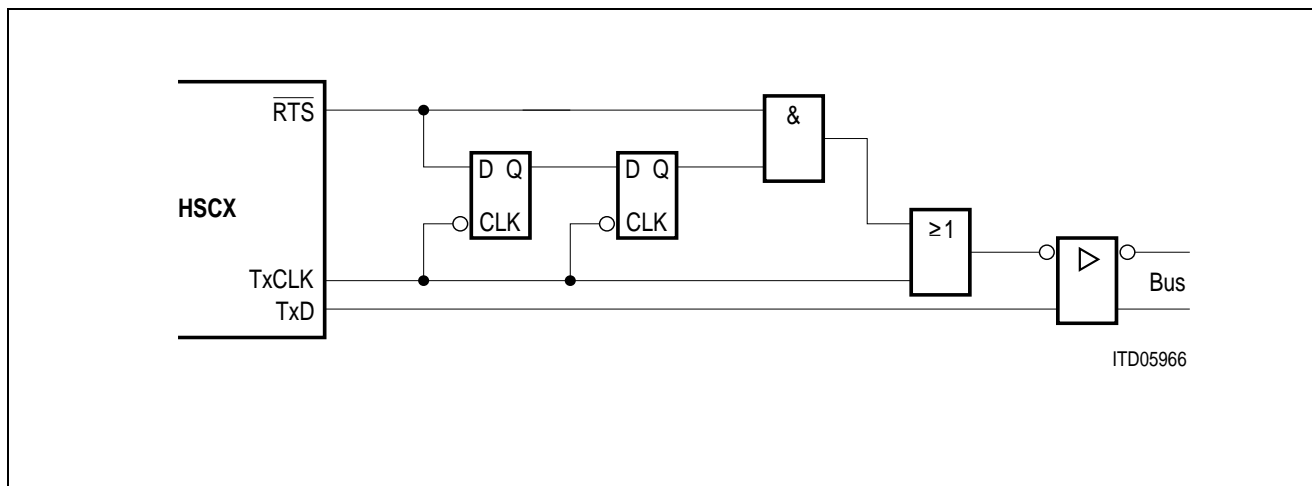 RTS
&
D Q
D Q
HSCX
CLK
CLK
≥1
TxCLK
Bus
TxD
ITD05966